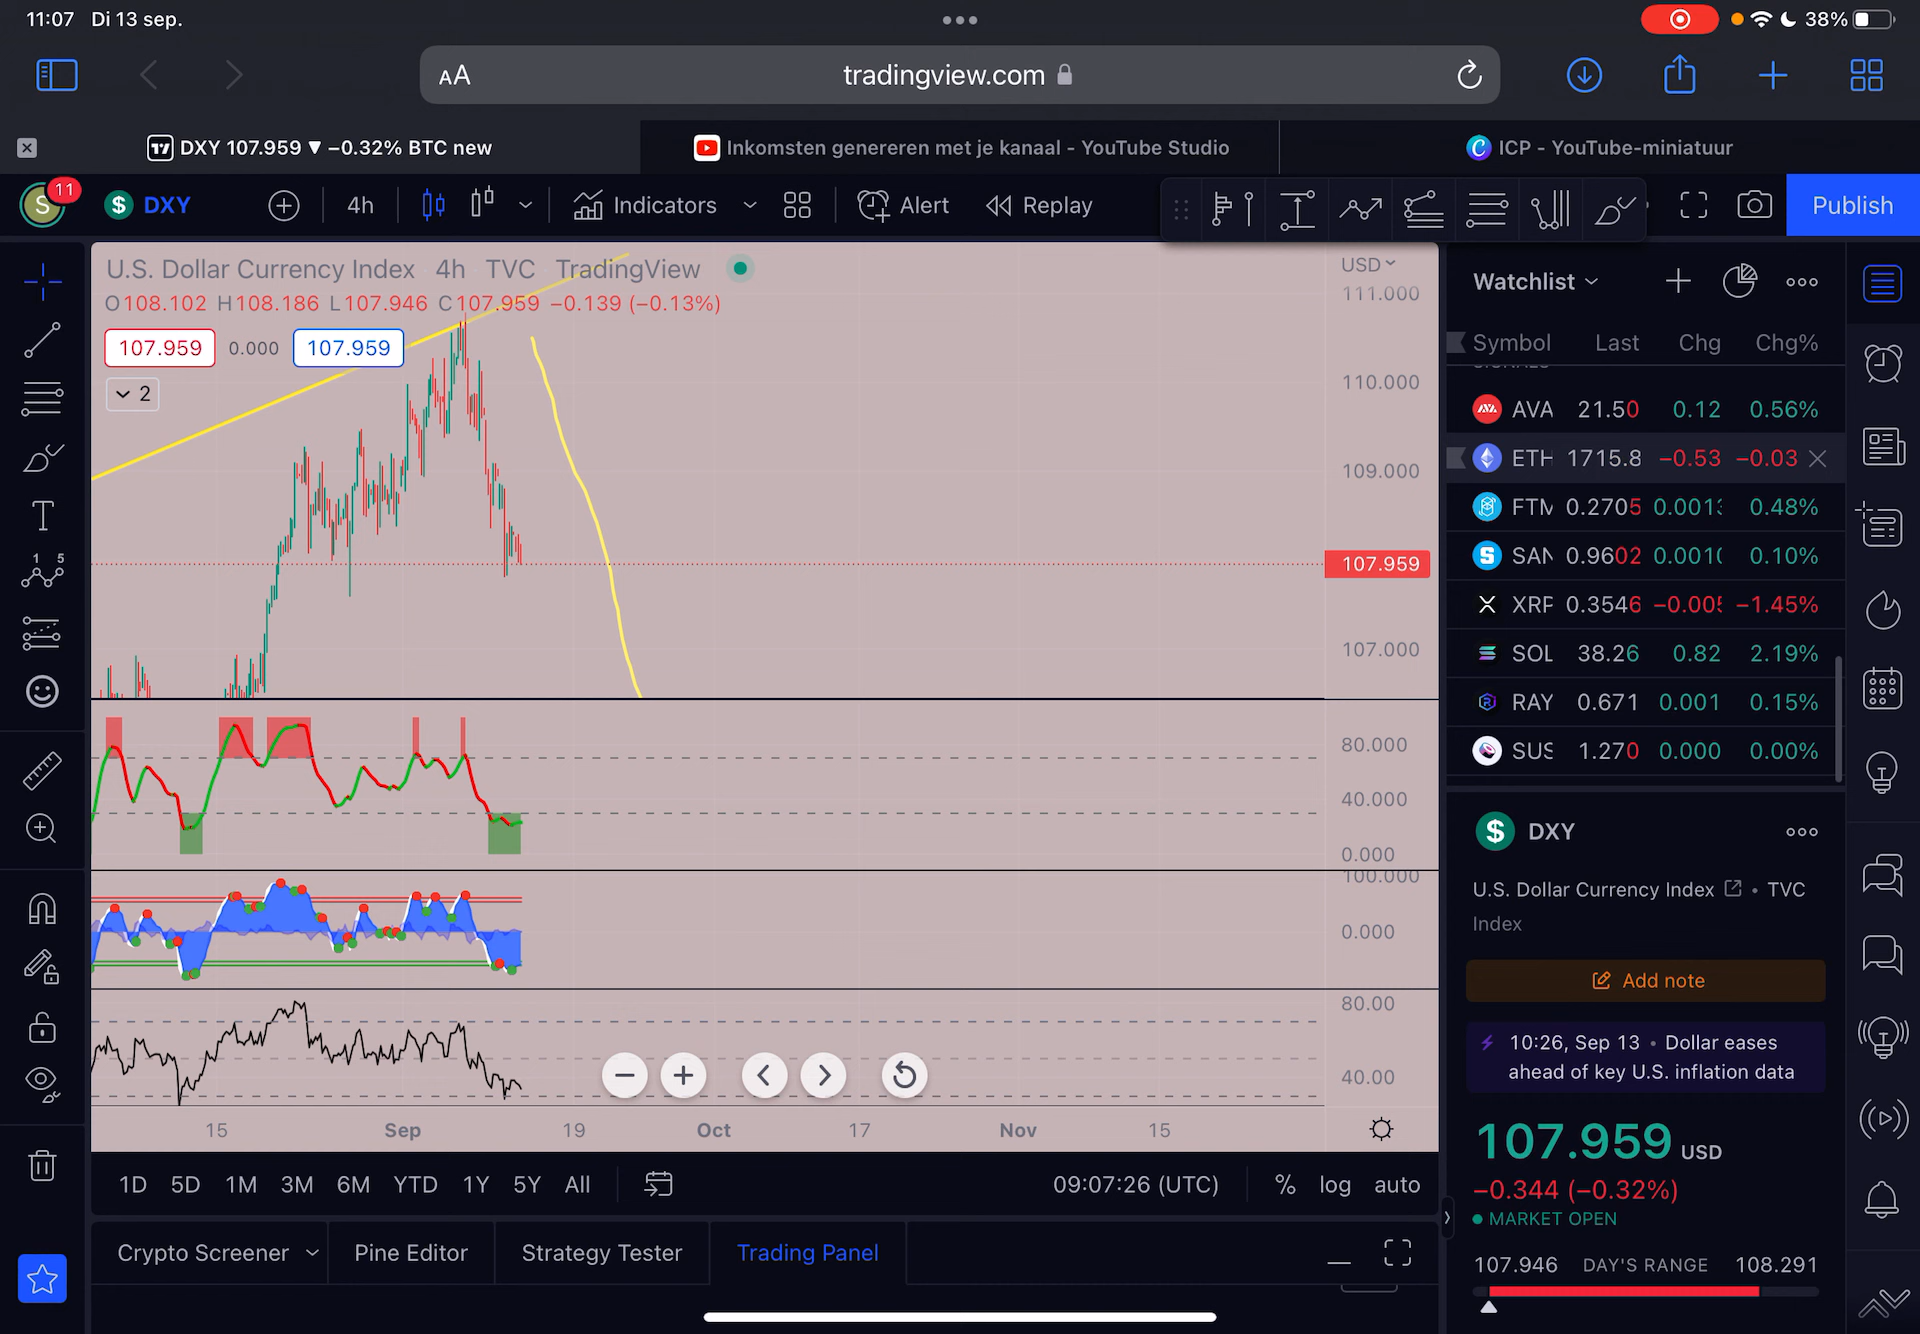 11:07 Di 13 sep.
38%
AA tradingview.com
DXY 107.959 ▼ −0.32% BTC new
Inkomsten genereren met je kanaal - YouTube Studio
ICP - YouTube-miniatuur
S 11 DXY 4h Indicators Alert Replay Publish
U.S. Dollar Currency Index 4h TVC TradingView
O108.102 H108.186 L107.946 C107.959 −0.139 (−0.13%)
107.959 0.000 107.959
2
USD
111.000
110.000
109.000
107.959
107.000
80.000
40.000
0.000
100.000
0.000
80.00
40.00
15 Sep 19 Oct 17 Nov 15
1D 5D 1M 3M 6M YTD 1Y 5Y All
09:07:26 (UTC) % log auto
Crypto Screener Pine Editor Strategy Tester Trading Panel
Watchlist
Symbol Last Chg Chg%
AVA 21.50 0.12 0.56%
ETH 1715.8 −0.53 −0.03
FTM 0.2705 0.48%
SAN 0.9602 0.10%
XRP 0.3546 −1.45%
SOL 38.26 0.82 2.19%
RAY 0.671 0.001 0.15%
SUS 1.270 0.000 0.00%
DXY
U.S. Dollar Currency Index • TVC
Index
Add note
10:26, Sep 13 • Dollar eases
ahead of key U.S. inflation data
107.959 USD
−0.344 (−0.32%)
MARKET OPEN
107.946 DAY'S RANGE 108.291